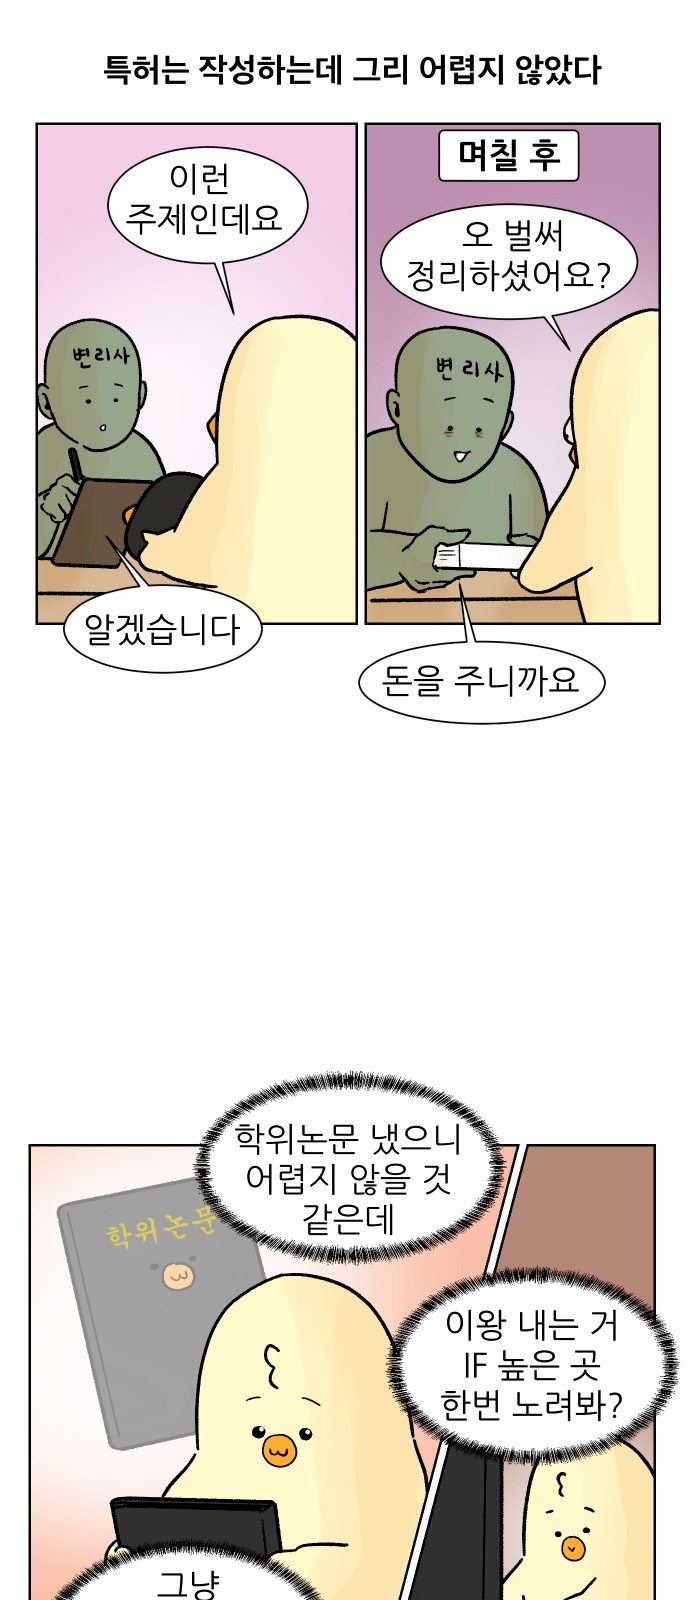 특허는 작성하는데 그리 어렵지 않았다
이런
주제인데요
변리사
알겠습니다
며칠 후
오 벌써
정리하셨어요?
변리사
돈을 주니까요
학위논문 냈으니
어렵지 않을 것
같은데
학위논문
이왕 내는 거
IF 높은 곳
한번 노려봐?
그냥